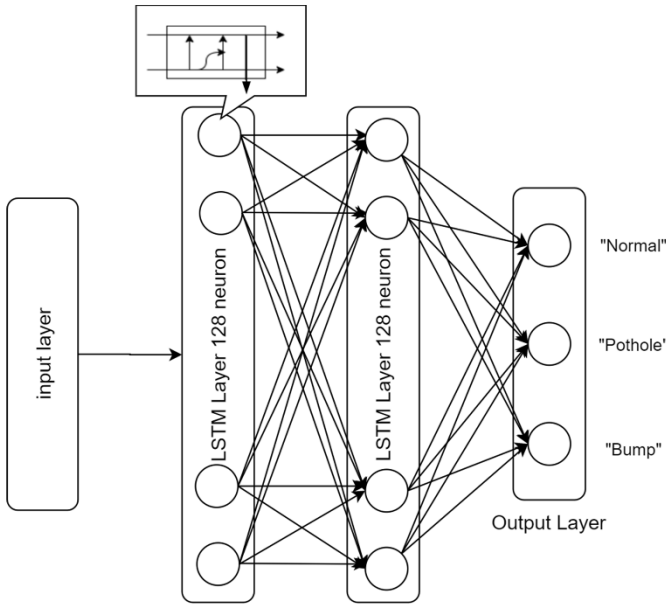 input layer
LSTM Layer 128 neuron
LSTM Layer 128 neuron
"Normal"
"Pothole'
"Bump"
Output Layer